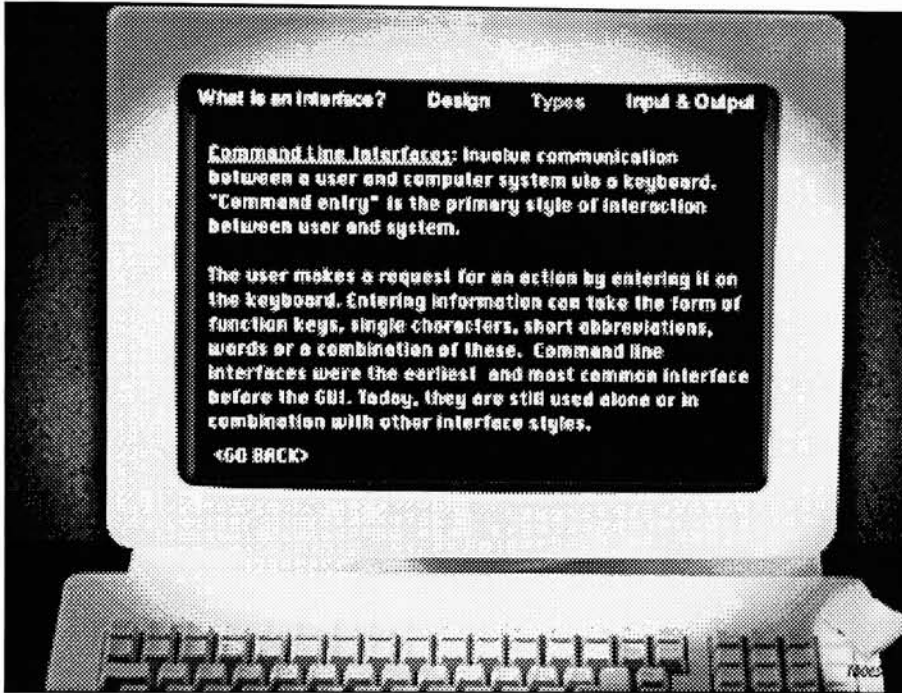 What is an Interface? Design Types Input & Output
Command Line Interfaces: Involve communication
between a user and computer system via a keyboard.
"Command entry" is the primary style of interaction
between user and system.
The user makes a request for an action by entering it on
the keyboard. Entering information can take the form of
function keys, single characters, short abbreviations,
words or a combination of these. Command line
interfaces were the earliest and most common interface
before the GUI. Today, they are still used alone or in
combination with other interface styles.
<GO BACK>